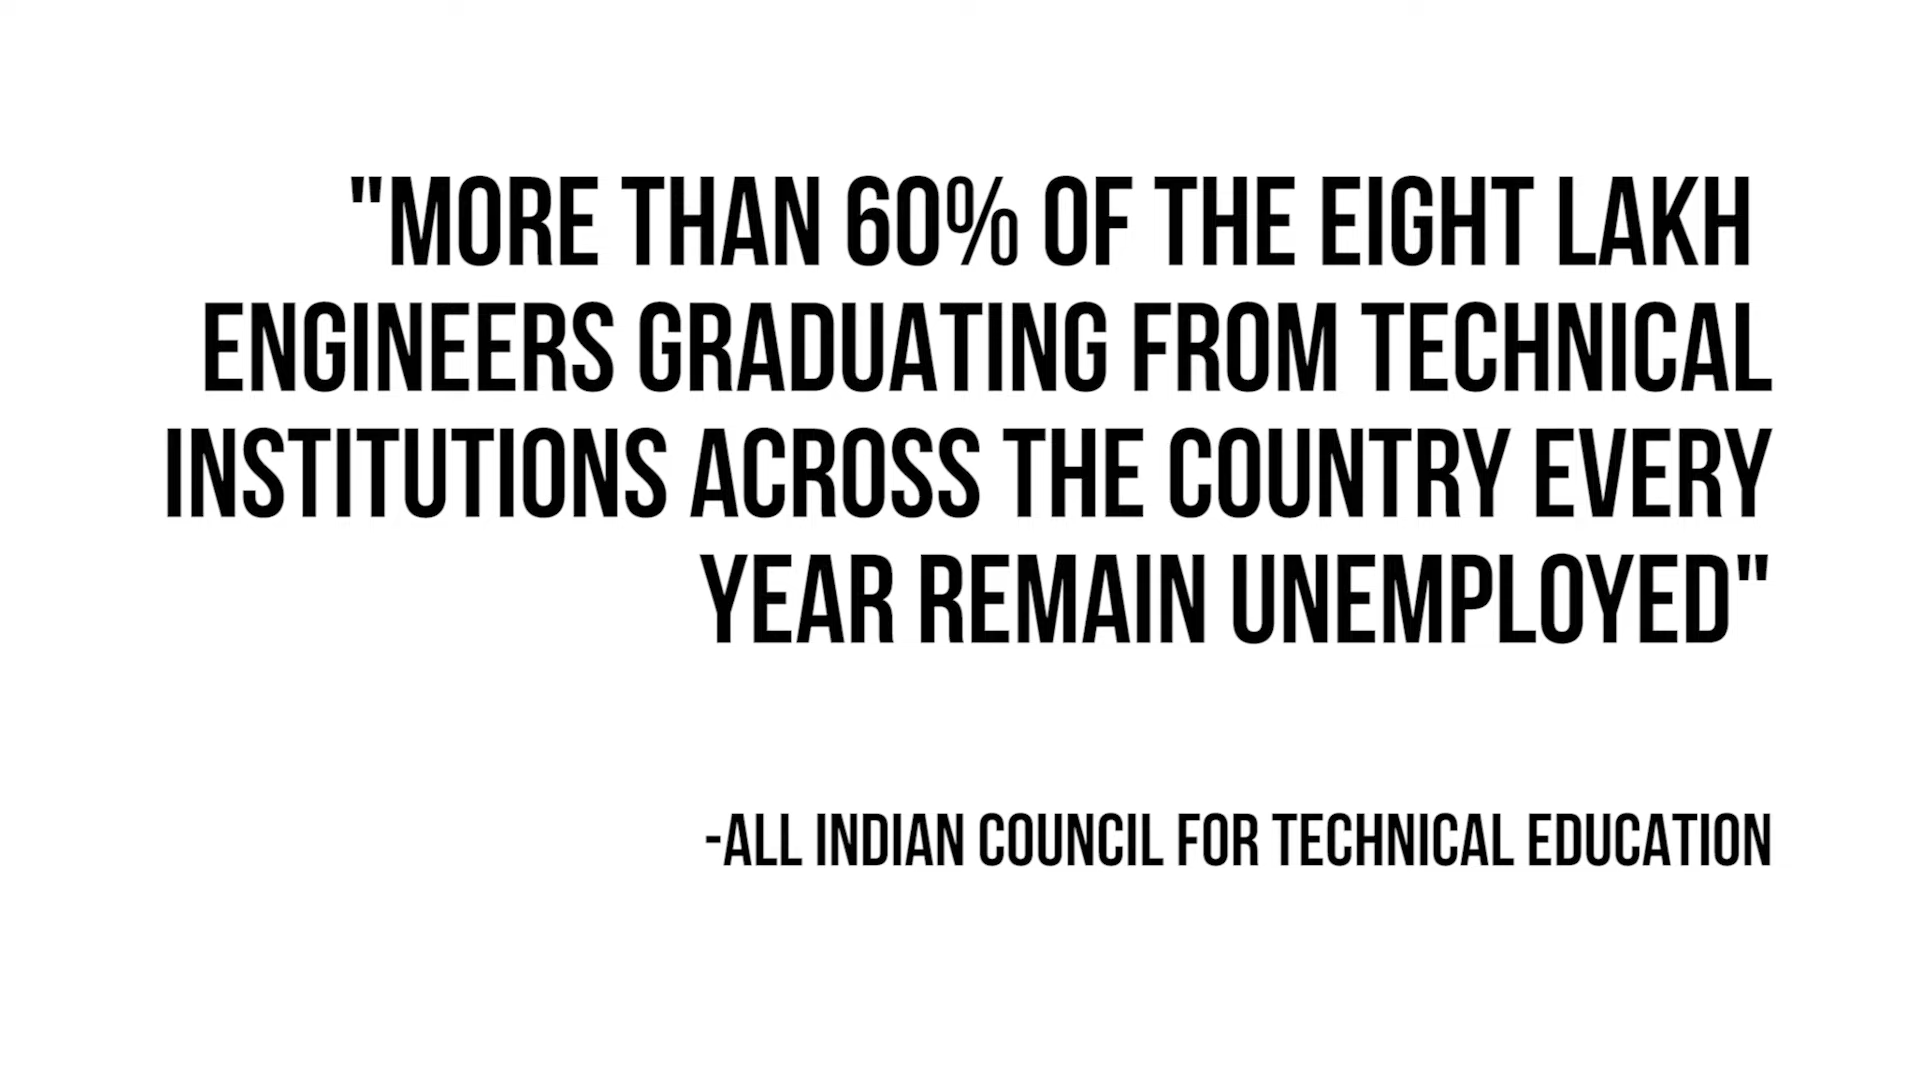 "MORE THAN 60% OF THE EIGHT LAKH
ENGINEERS GRADUATING FROM TECHNICAL
INSTITUTIONS ACROSS THE COUNTRY EVERY
YEAR REMAIN UNEMPLOYED"
-ALL INDIAN COUNCIL FOR TECHNICAL EDUCATION